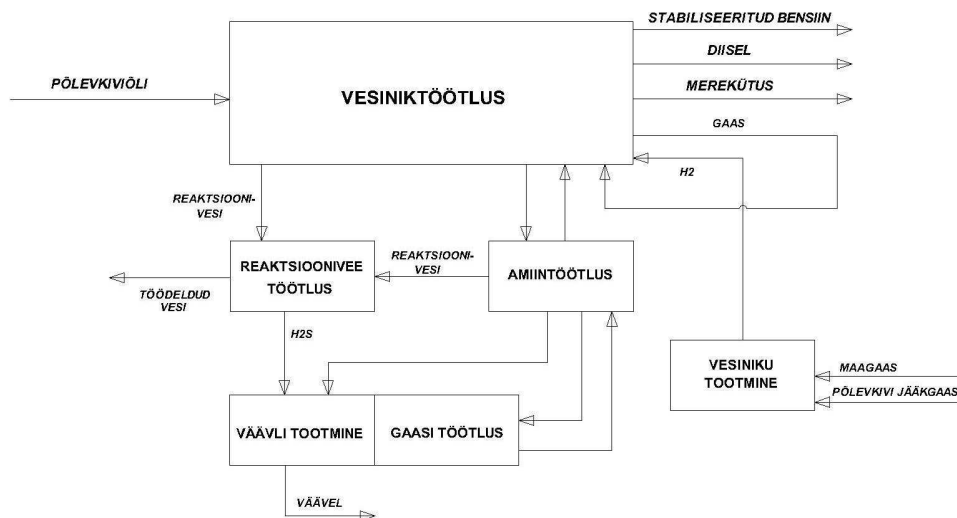 STABILISEERITUD BENSIIN
DIISEL
PÕLEVKIVIÕLI
VESINIKTÖÖTLUS
MEREKÜTUS
GAAS
H2
REAKTSIOONI-
VESI
REAKTSIOONIVEE
TÖÖTLUS
REAKTSIOONI-
VESI
AMIINTÖÖTLUS
TÖÖDELDUD
VESI
H2S
VESINIKU
TOOTMINE
MAAGAAS
PÕLEVKIVI JÄÄKGAAS
VÄÄVLI TOOTMINE
GAASI TÖÖTLUS
VÄÄVEL